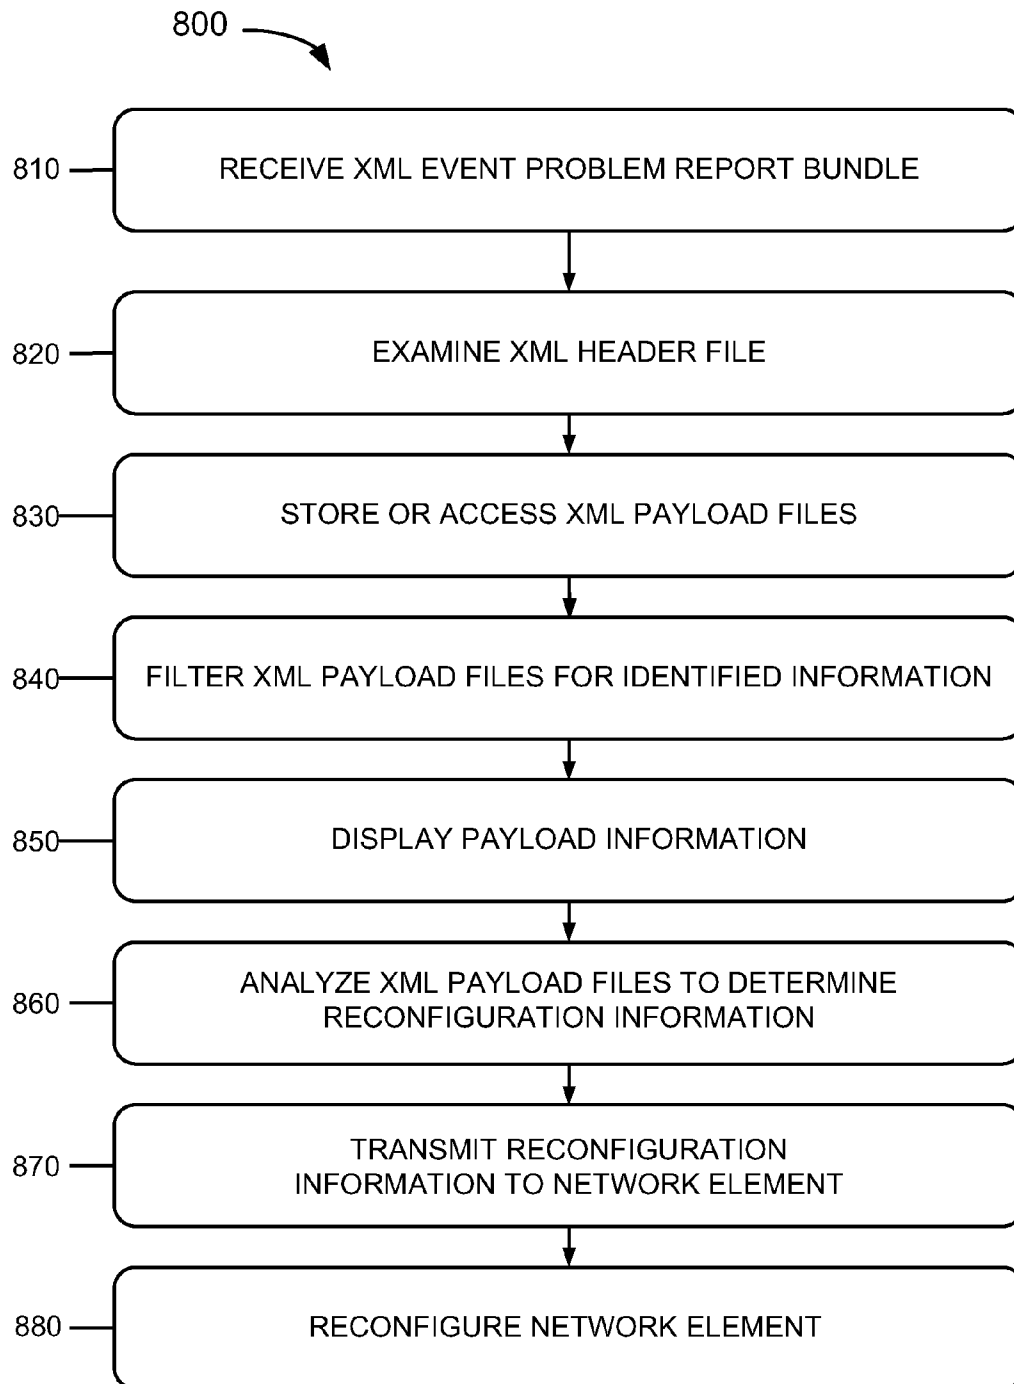 800
810
RECEIVE XML EVENT PROBLEM REPORT BUNDLE
820
EXAMINE XML HEADER FILE
830
STORE OR ACCESS XML PAYLOAD FILES
840
FILTER XML PAYLOAD FILES FOR IDENTIFIED INFORMATION
850
DISPLAY PAYLOAD INFORMATION
860
ANALYZE XML PAYLOAD FILES TO DETERMINE
RECONFIGURATION INFORMATION
870
TRANSMIT RECONFIGURATION
INFORMATION TO NETWORK ELEMENT
880
RECONFIGURE NETWORK ELEMENT